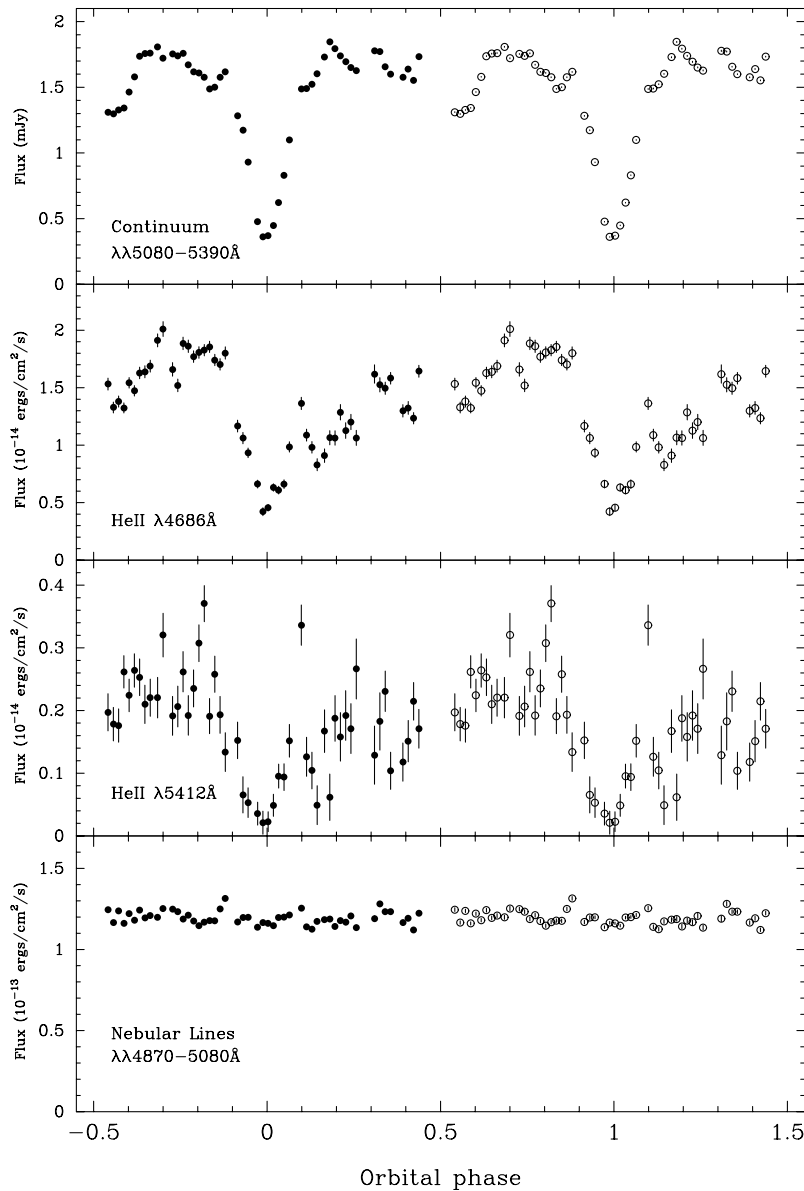 2
1.5
1
0.5
0
Flux (mJy)
Continuum
λλ5080−5390Å
2
1.5
1
0.5
0
Flux (10⁻¹⁴ ergs/cm²/s)
HeII λ4686Å
0.4
0.3
0.2
0.1
0
Flux (10⁻¹⁴ ergs/cm²/s)
HeII λ5412Å
1.5
1
0.5
0
Flux (10⁻¹³ ergs/cm²/s)
Nebular Lines
λλ4870−5080Å
−0.5 0 0.5 1 1.5
Orbital phase